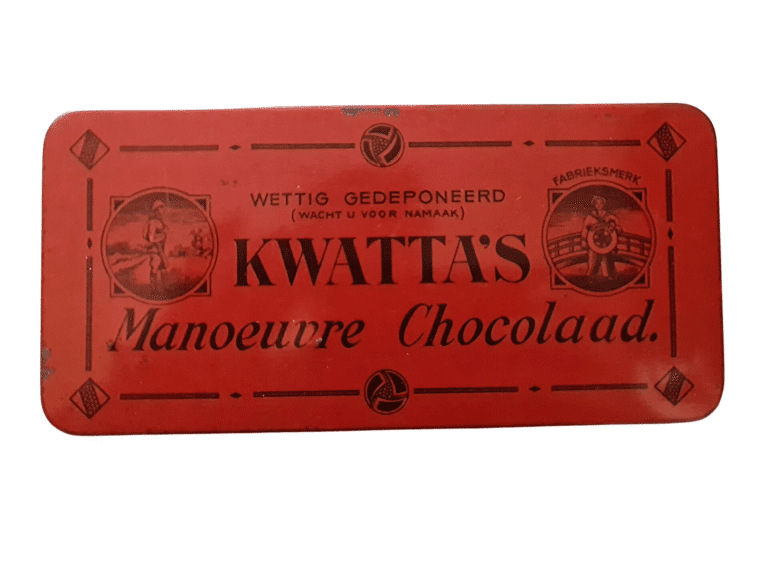 WETTIG GEDEPONEERD
(WACHT U VOOR NAMAAK)
FABRIEKSMERK
KWATTA'S
Manoeuvre Chocolaad.